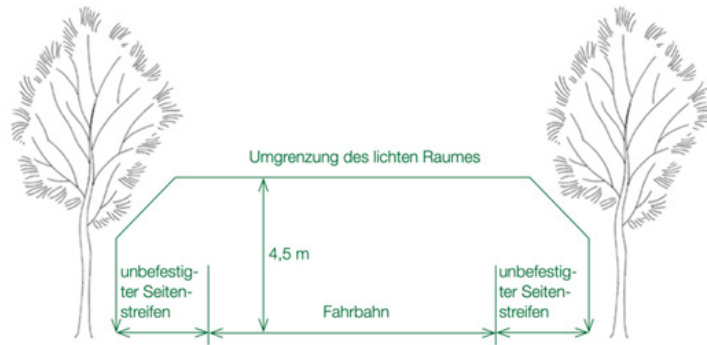 Umgrenzung des lichten Raumes
4,5 m
unbefestig-
ter Seiten-
streifen
Fahrbahn
unbefestig-
ter Seiten-
streifen